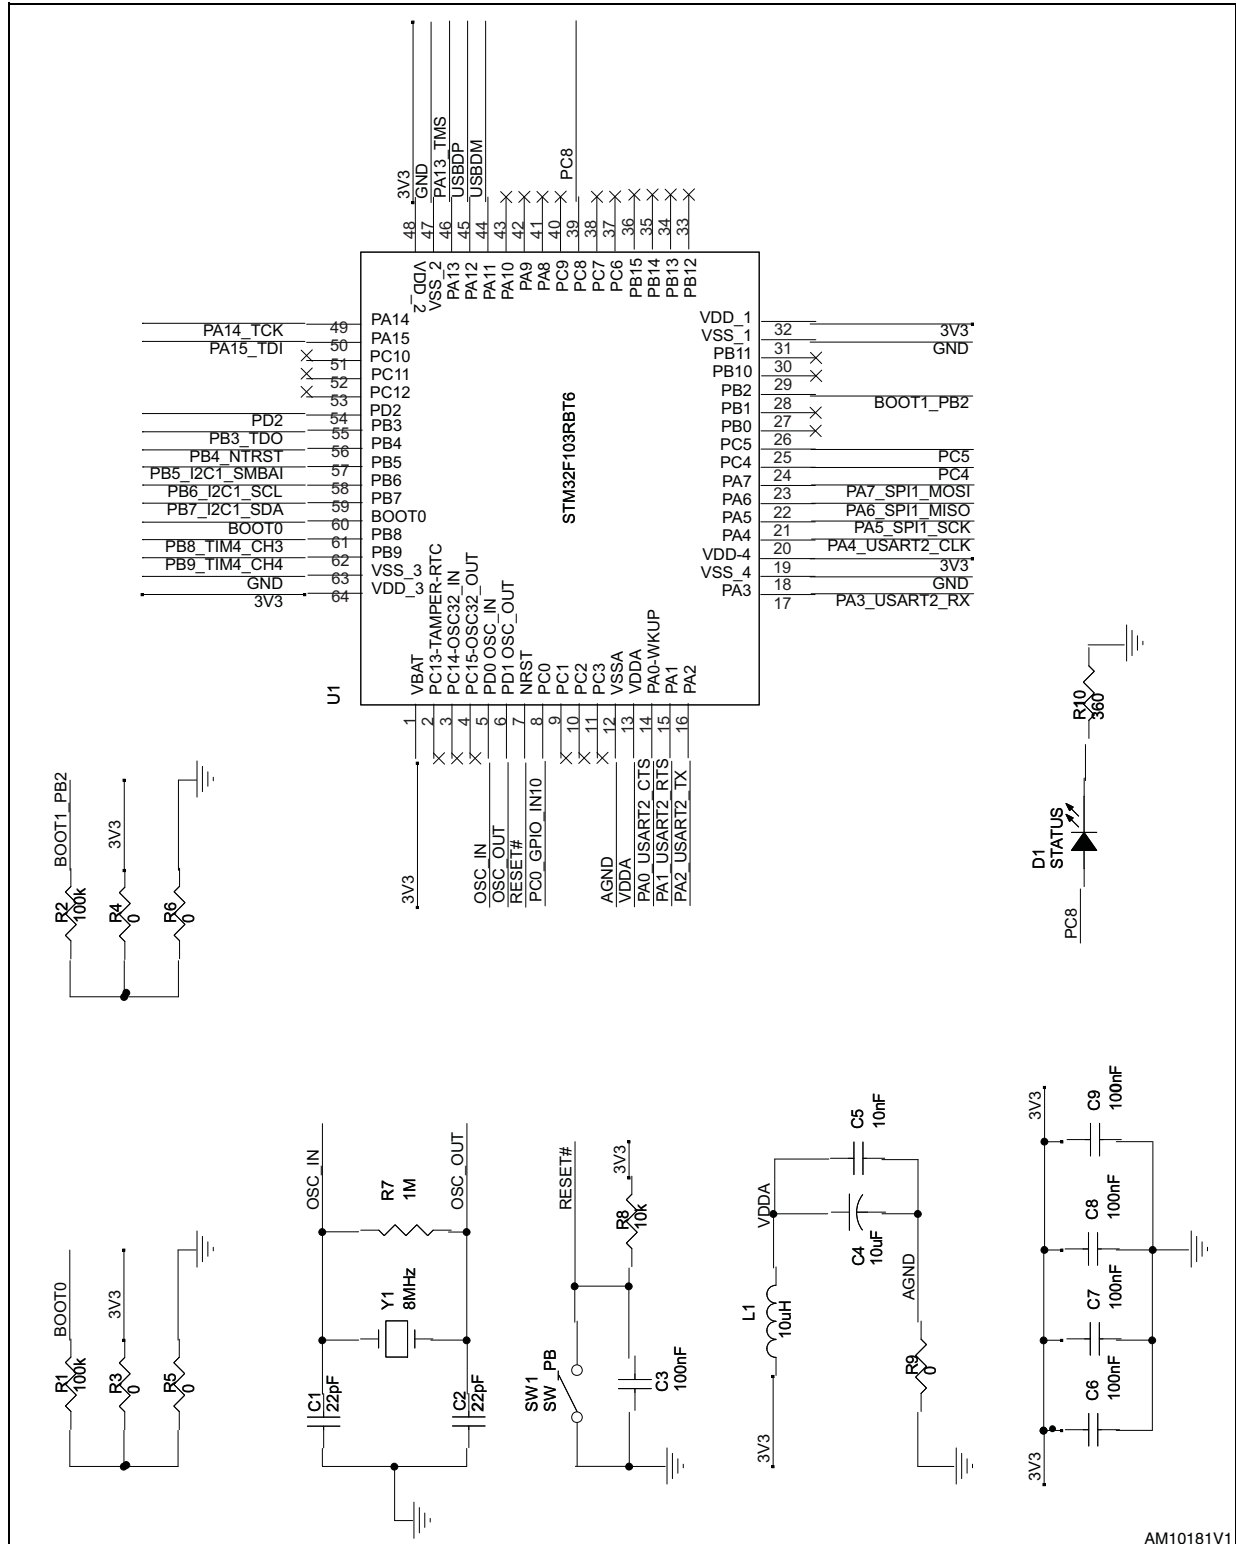 3V3
GND
PA13_TMS
USBDP
USBDM
PC8
48
47
46
45
44
43
42
41
40
39
38
37
36
35
34
33
VDD_2
VSS_2
PA13
PA12
PA11
PA10
PA9
PA8
PC9
PC8
PC7
PC6
PB15
PB14
PB13
PB12
PA14_TCK
PA15_TDI
PD2
PB3_TDO
PB4_NTRST
PB5_I2C1_SMBAI
PB6_I2C1_SCL
PB7_I2C1_SDA
BOOT0
PB8_TIM4_CH3
PB9_TIM4_CH4
GND
3V3
49
50
51
52
53
54
55
56
57
58
59
60
61
62
63
64
PA14
PA15
PC10
PC11
PC12
PD2
PB3
PB4
PB5
PB6
PB7
BOOT0
PB8
PB9
VSS_3
VDD_3
STM32F103RBT6
VDD_1
VSS_1
PB11
PB10
PB2
PB1
PB0
PC5
PC4
PA7
PA6
PA5
PA4
VDD-4
VSS_4
PA3
32
31
30
29
28
27
26
25
24
23
22
21
20
19
18
17
3V3
GND
BOOT1_PB2
PC5
PC4
PA7_SPI1_MOSI
PA6_SPI1_MISO
PA5_SPI1_SCK
PA4_USART2_CLK
3V3
GND
PA3_USART2_RX
U1
VBAT
PC13-TAMPER-RTC
PC14-OSC32_IN
PC15-OSC32_OUT
PD0 OSC_IN
PD1 OSC_OUT
NRST
PC0
PC1
PC2
PC3
VSSA
VDDA
PA0-WKUP
PA1
PA2
1
2
3
4
5
6
7
8
9
10
11
12
13
14
15
16
3V3
OSC_IN
OSC_OUT
RESET#
PC0_GPIO_IN10
AGND
VDDA
PA0_USART2_CTS
PA1_USART2_RTS
PA2_USART2_TX
R10
360
D1
STATUS
PC8
BOOT1_PB2
3V3
R2
100k
R4
0
R6
0
BOOT0
3V3
R1
100k
R3
0
R5
0
OSC_IN
OSC_OUT
R7
1M
Y1
8MHz
C1
22pF
C2
22pF
RESET#
3V3
R8
10k
SW1
SW_PB
C3
100nF
C5
10nF
VDDA
C4
10uF
AGND
L1
10uH
R9
0
3V3
3V3
C9
100nF
C8
100nF
C7
100nF
C6
100nF
3V3
AM10181V1